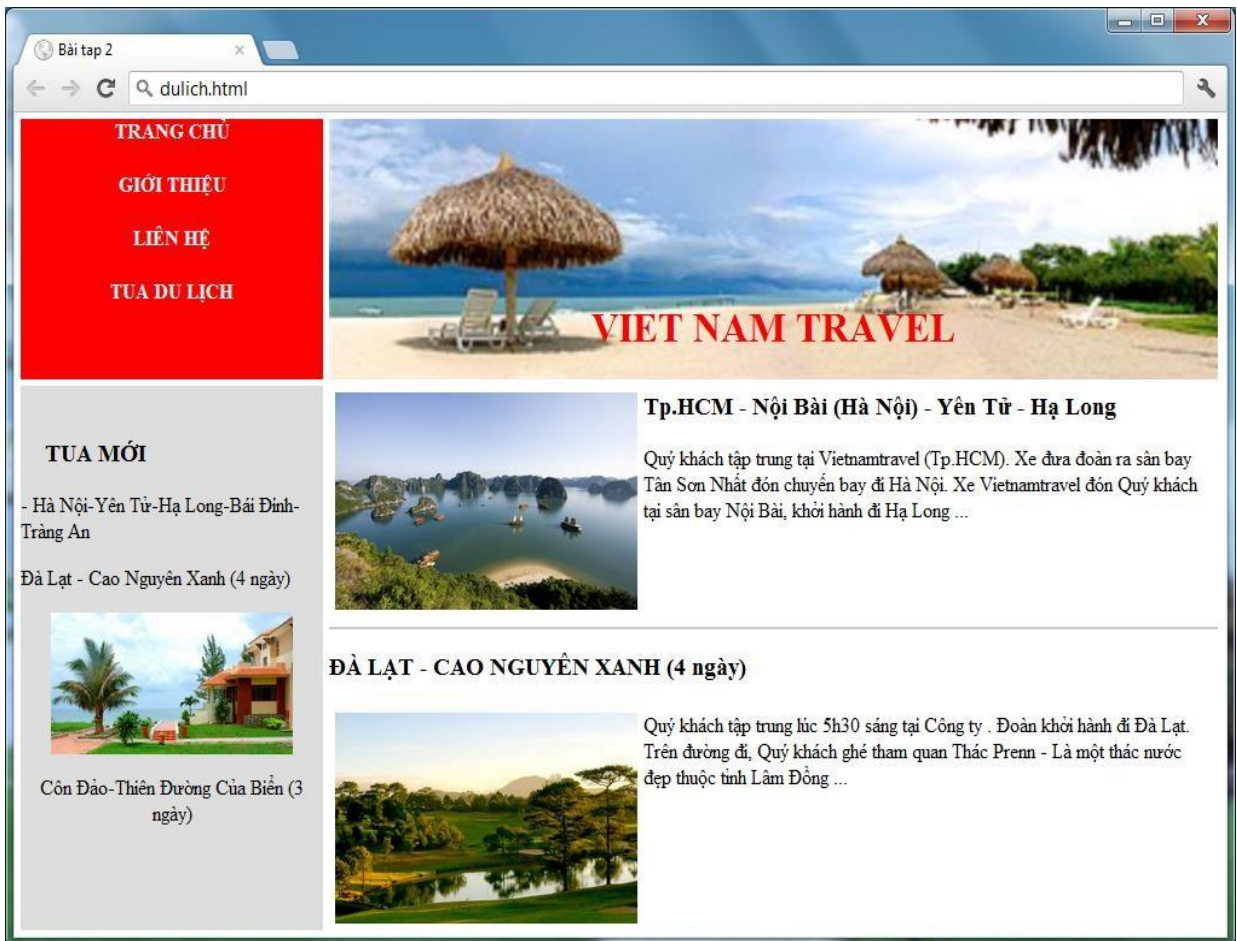 Bài tap 2
dulich.html
TRANG CHỦ
GIỚI THIỆU
LIÊN HỆ
TUA DU LỊCH
VIET NAM TRAVEL
TUA MỚI
- Hà Nội-Yên Tử-Hạ Long-Bái Đinh-
Tràng An
Đà Lạt - Cao Nguyên Xanh (4 ngày)
Côn Đảo-Thiên Đường Của Biển (3
ngày)
Tp.HCM - Nội Bài (Hà Nội) - Yên Tử - Hạ Long
Quý khách tập trung tại Vietnamtravel (Tp.HCM). Xe đưa đoàn ra sân bay
Tân Sơn Nhất đón chuyến bay đi Hà Nội. Xe Vietnamtravel đón Quý khách
tại sân bay Nội Bài, khởi hành đi Hạ Long ...
ĐÀ LẠT - CAO NGUYÊN XANH (4 ngày)
Quý khách tập trung lúc 5h30 sáng tại Công ty . Đoàn khởi hành đi Đà Lạt.
Trên đường đi, Quý khách ghé tham quan Thác Prenn - Là một thác nước
đẹp thuộc tỉnh Lâm Đồng ...